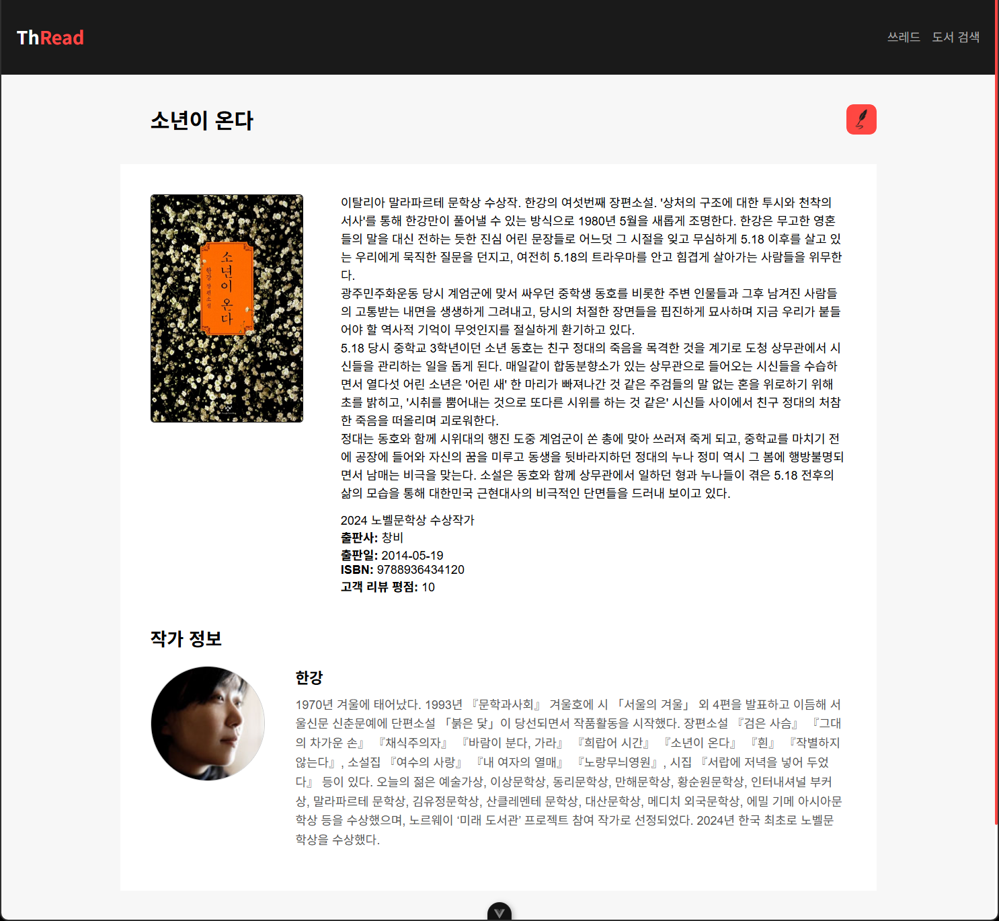 ThRead
쓰레드 도서 검색
소년이 온다
소년이 온다
한강 장편소설
이탈리아 말라파르테 문학상 수상작. 한강의 여섯번째 장편소설. '상처의 구조에 대한 투시와 천착의
서사'를 통해 한강만이 풀어낼 수 있는 방식으로 1980년 5월을 새롭게 조명한다. 한강은 무고한 영혼
들의 말을 대신 전하는 듯한 진심 어린 문장들로 어느덧 그 시절을 잊고 무심하게 5.18 이후를 살고 있
는 우리에게 묵직한 질문을 던지고, 여전히 5.18의 트라우마를 안고 힘겹게 살아가는 사람들을 위무한
다.
광주민주화운동 당시 계엄군에 맞서 싸우던 중학생 동호를 비롯한 주변 인물들과 그후 남겨진 사람들
의 고통받는 내면을 생생하게 그려내고, 당시의 처절한 장면들을 핍진하게 묘사하며 지금 우리가 붙들
어야 할 역사적 기억이 무엇인지를 절실하게 환기하고 있다.
5.18 당시 중학교 3학년이던 소년 동호는 친구 정대의 죽음을 목격한 것을 계기로 도청 상무관에서 시
신들을 관리하는 일을 돕게 된다. 매일같이 합동분향소가 있는 상무관으로 들어오는 시신들을 수습하
면서 열다섯 어린 소년은 '어린 새' 한 마리가 빠져나간 것 같은 주검들의 말 없는 혼을 위로하기 위해
초를 밝히고, '시취를 뿜어내는 것으로 또다른 시위를 하는 것 같은' 시신들 사이에서 친구 정대의 처참
한 죽음을 떠올리며 괴로워한다.
정대는 동호와 함께 시위대의 행진 도중 계엄군이 쏜 총에 맞아 쓰러져 죽게 되고, 중학교를 마치기 전
에 공장에 들어와 자신의 꿈을 미루고 동생을 뒷바라지하던 정대의 누나 정미 역시 그 봄에 행방불명되
면서 남매는 비극을 맞는다. 소설은 동호와 함께 상무관에서 일하던 형과 누나들이 겪은 5.18 전후의
삶의 모습을 통해 대한민국 근현대사의 비극적인 단면들을 드러내 보이고 있다.
2024 노벨문학상 수상작가
출판사: 창비
출판일: 2014-05-19
ISBN: 9788936434120
고객 리뷰 평점: 10
작가 정보
한강
1970년 겨울에 태어났다. 1993년 『문학과사회』 겨울호에 시 「서울의 겨울」 외 4편을 발표하고 이듬해 서
울신문 신춘문예에 단편소설 「붉은 닻」이 당선되면서 작품활동을 시작했다. 장편소설 『검은 사슴』 『그대
의 차가운 손』 『채식주의자』 『바람이 분다, 가라』 『희랍어 시간』 『소년이 온다』 『흰』 『작별하지
않는다』, 소설집 『여수의 사랑』 『내 여자의 열매』 『노랑무늬영원』, 시집 『서랍에 저녁을 넣어 두었
다』 등이 있다. 오늘의 젊은 예술가상, 이상문학상, 동리문학상, 만해문학상, 황순원문학상, 인터내셔널 부커
상, 말라파르테 문학상, 김유정문학상, 산클레멘테 문학상, 대산문학상, 메디치 외국문학상, 에밀 기메 아시아문
학상 등을 수상했으며, 노르웨이 ‘미래 도서관’ 프로젝트 참여 작가로 선정되었다. 2024년 한국 최초로 노벨문
학상을 수상했다.